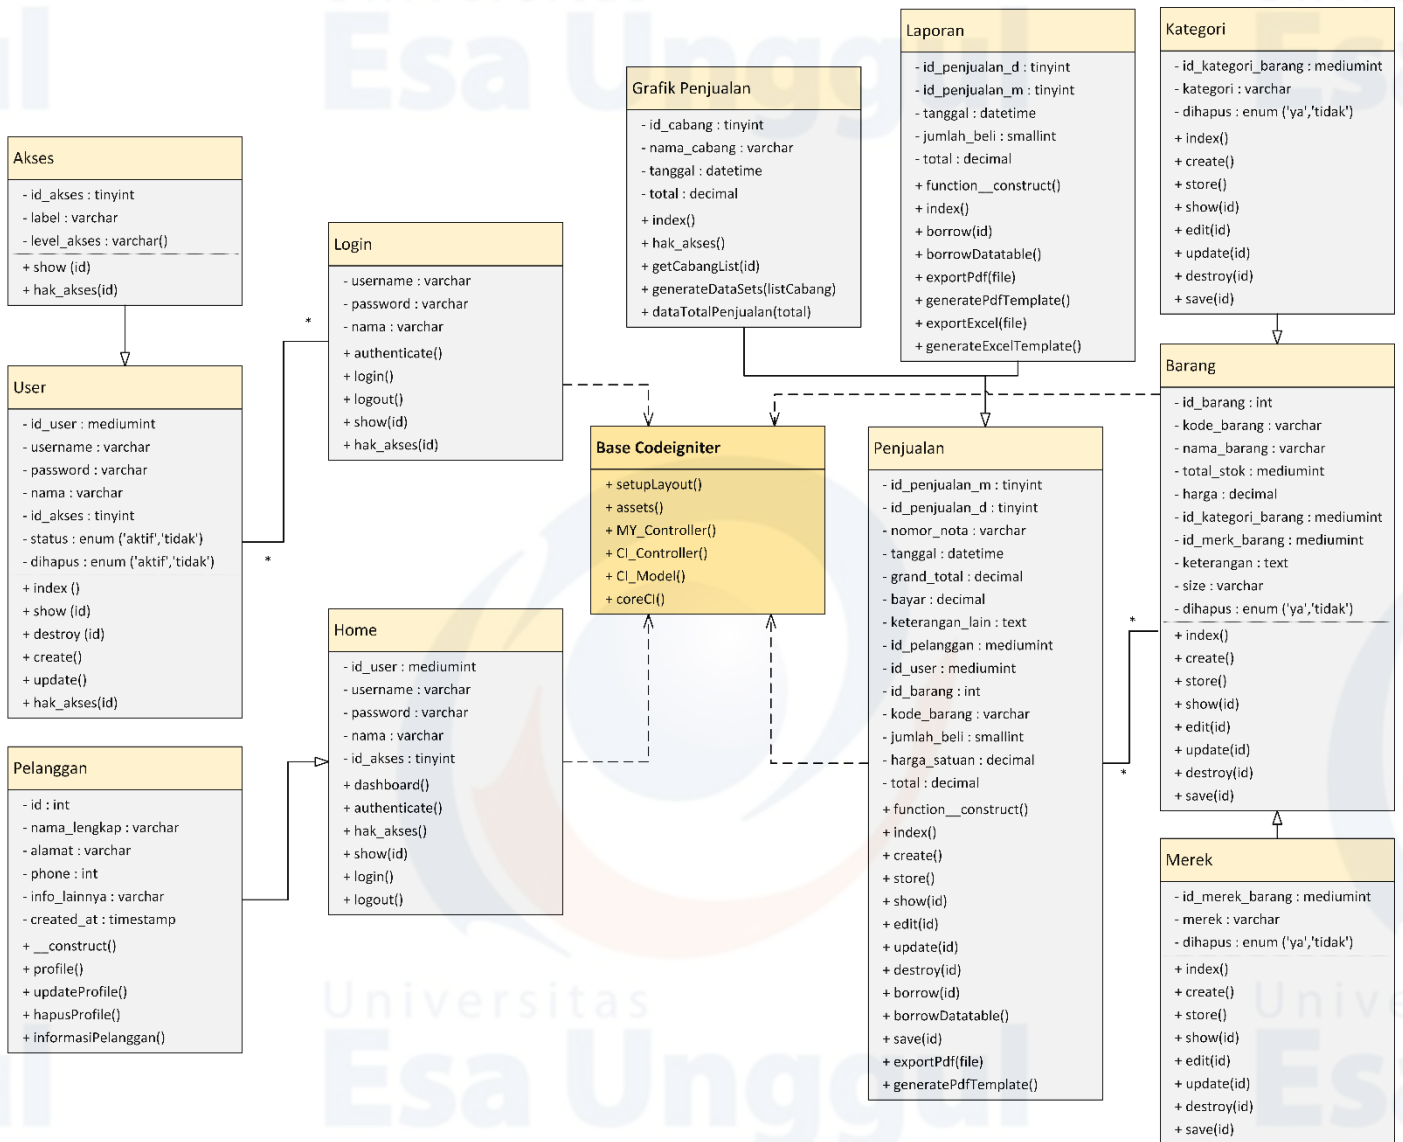 Universitas
Esa Unggul
ul
Es
Akses
- id_akses : tinyint
- label : varchar
- level_akses : varchar()
+ show (id)
+ hak_akses(id)
User
- id_user : mediumint
- username : varchar
- password : varchar
- nama : varchar
- id_akses : tinyint
- status : enum ('aktif','tidak')
- dihapus : enum ('aktif','tidak')
+ index ()
+ show (id)
+ destroy (id)
+ create()
+ update()
+ hak_akses(id)
*
*
Pelanggan
- id : int
- nama_lengkap : varchar
- alamat : varchar
- phone : int
- info_lainnya : varchar
- created_at : timestamp
+ __construct()
+ profile()
+ updateProfile()
+ hapusProfile()
+ informasiPelanggan()
Login
- username : varchar
- password : varchar
- nama : varchar
+ authenticate()
+ login()
+ logout()
+ show(id)
+ hak_akses(id)
Home
- id_user : mediumint
- username : varchar
- password : varchar
- nama : varchar
- id_akses : tinyint
+ dashboard()
+ authenticate()
+ hak_akses()
+ show(id)
+ login()
+ logout()
Grafik Penjualan
- id_cabang : tinyint
- nama_cabang : varchar
- tanggal : datetime
- total : decimal
+ index()
+ hak_akses()
+ getCabangList(id)
+ generateDataSets(listCabang)
+ dataTotalPenjualan(total)
Base Codeigniter
+ setupLayout()
+ assets()
+ MY_Controller()
+ CI_Controller()
+ CI_Model()
+ coreCI()
Laporan
- id_penjualan_d : tinyint
- id_penjualan_m : tinyint
- tanggal : datetime
- jumlah_beli : smallint
- total : decimal
+ function__construct()
+ index()
+ borrow(id)
+ borrowDatatable()
+ exportPdf(file)
+ generatePdfTemplate()
+ exportExcel(file)
+ generateExcelTemplate()
Penjualan
- id_penjualan_m : tinyint
- id_penjualan_d : tinyint
- nomor_nota : varchar
- tanggal : datetime
- grand_total : decimal
- bayar : decimal
- keterangan_lain : text
- id_pelanggan : mediumint
- id_user : mediumint
- id_barang : int
- kode_barang : varchar
- jumlah_beli : smallint
- harga_satuan : decimal
- total : decimal
+ function__construct()
+ index()
+ create()
+ store()
+ show(id)
+ edit(id)
+ update(id)
+ destroy(id)
+ borrow(id)
+ borrowDatatable()
+ save(id)
+ exportPdf(file)
+ generatePdfTemplate()
*
*
Kategori
- id_kategori_barang : mediumint
- kategori : varchar
- dihapus : enum ('ya','tidak')
+ index()
+ create()
+ store()
+ show(id)
+ edit(id)
+ update(id)
+ destroy(id)
+ save(id)
Barang
- id_barang : int
- kode_barang : varchar
- nama_barang : varchar
- total_stok : mediumint
- harga : decimal
- id_kategori_barang : mediumint
- id_merk_barang : mediumint
- keterangan : text
- size : varchar
- dihapus : enum ('ya','tidak')
+ index()
+ create()
+ store()
+ show(id)
+ edit(id)
+ update(id)
+ destroy(id)
+ save(id)
Merek
- id_merek_barang : mediumint
- merek : varchar
- dihapus : enum ('ya','tidak')
+ index()
+ create()
+ store()
+ show(id)
+ edit(id)
+ update(id)
+ destroy(id)
+ save(id)
Universitas
Esa Unggul
ul
Unive
Es